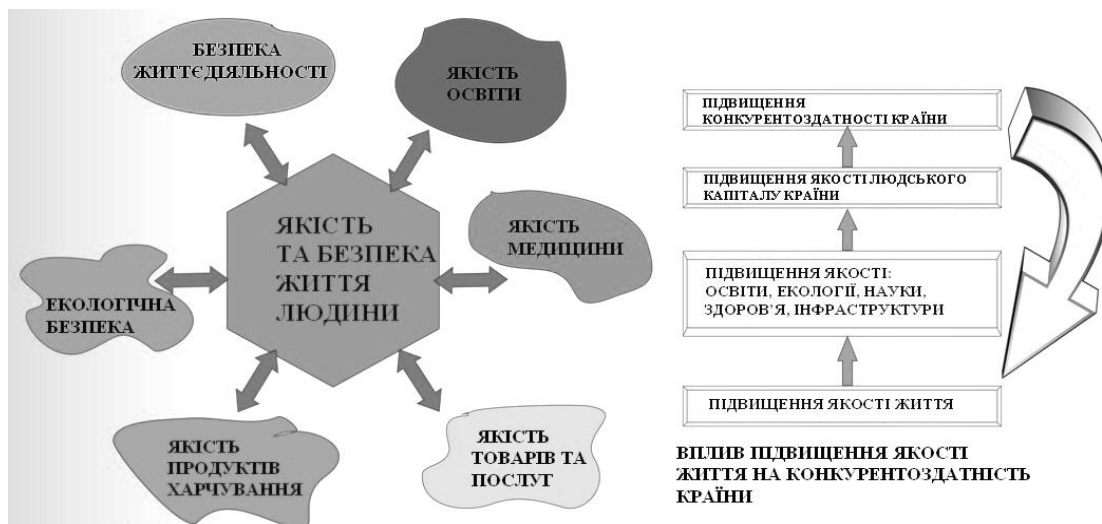 БЕЗПЕКА
ЖИТТЄДІЯЛЬНОСТІ
ЯКІСТЬ
ОСВІТИ
ЯКІСТЬ
ТА БЕЗПЕКА
ЖИТТЯ
ЛЮДИНИ
ЯКІСТЬ
МЕДИЦИНИ
ЕКОЛОГІЧНА
БЕЗПЕКА
ЯКІСТЬ
ПРОДУКТІВ
ХАРЧУВАННЯ
ЯКІСТЬ
ТОВАРІВ ТА
ПОСЛУГ
ПІДВИЩЕННЯ
КОНКУРЕНТОЗДАТНОСТІ КРАЇНИ
ПІДВИЩЕННЯ ЯКОСТІ ЛЮДСЬКОГО
КАПІТАЛУ КРАЇНИ
ПІДВИЩЕННЯ ЯКОСТІ:
ОСВІТИ, ЕКОЛОГІЇ, НАУКИ,
ЗДОРОВ’Я, ІНФРАСТРУКТУРИ
ПІДВИЩЕННЯ ЯКОСТІ ЖИТТЯ
ВПЛИВ ПІДВИЩЕННЯ ЯКОСТІ
ЖИТТЯ НА КОНКУРЕНТОЗДАТНІСТЬ
КРАЇНИ